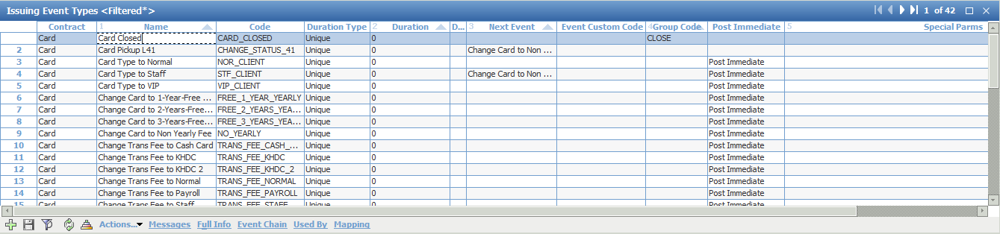 Issuing Event Types <Filtered*> 1 of 42
Contract 1 Name Code Duration Type 2 Duration D... 3 Next Event Event Custom Code 4 Group Code Post Immediate 5 Special Parms
Card Card Closed CARD_CLOSED Unique 0 CLOSE
2 Card Card Pickup L41 CHANGE_STATUS_41 Unique 0 Change Card to Non ...
3 Card Card Type to Normal NOR_CLIENT Unique 0 Post Immediate
4 Card Card Type to Staff STF_CLIENT Unique 0 Change Card to Non ... Post Immediate
5 Card Card Type to VIP VIP_CLIENT Unique 0 Post Immediate
6 Card Change Card to 1-Year-Free ... FREE_1_YEAR_YEARLY Unique 0 Post Immediate
7 Card Change Card to 2-Years-Free... FREE_2_YEARS_YEA... Unique 0 Post Immediate
8 Card Change Card to 3-Years-Free... FREE_3_YEARS_YEA... Unique 0 Post Immediate
9 Card Change Card to Non Yearly Fee NO_YEARLY Unique 0 Post Immediate
10 Card Change Trans Fee to Cash Card TRANS_FEE_CASH_... Unique 0 Post Immediate
11 Card Change Trans Fee to KHDC TRANS_FEE_KHDC Unique 0 Post Immediate
12 Card Change Trans Fee to KHDC 2 TRANS_FEE_KHDC_2 Unique 0 Post Immediate
13 Card Change Trans Fee to Normal TRANS_FEE_NORMAL Unique 0 Post Immediate
14 Card Change Trans Fee to Payroll TRANS_FEE_PAYROLL Unique 0 Post Immediate
15 Card Change Trans Fee to Staff TRANS_FEE_STAFF Unique 0 Post Immediate
Actions... Messages Full Info Event Chain Used By Mapping